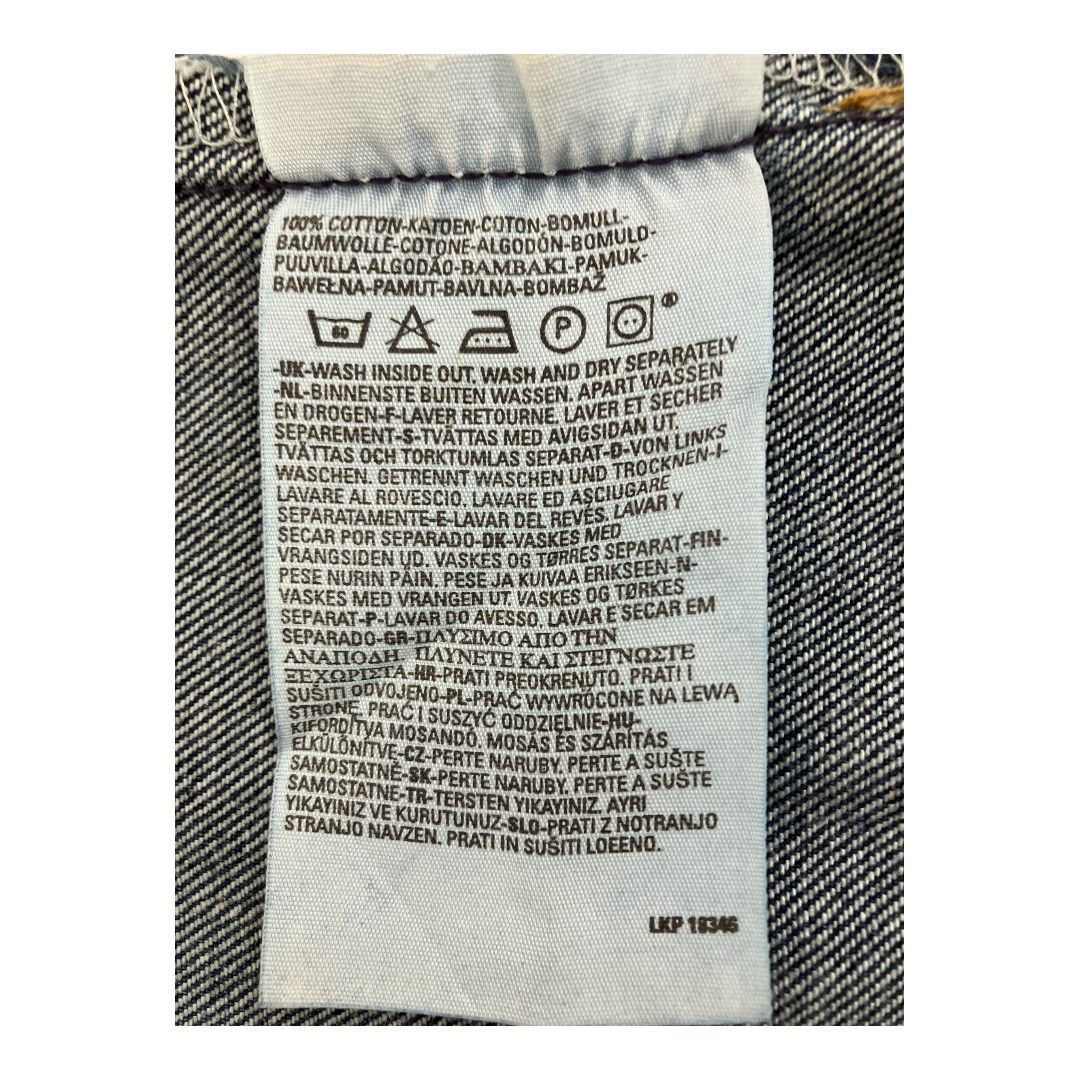 100% COTTON-KATOEN-COTON-BOMULL-
BAUMWOLLE-COTONE-ALGODÓN-BOMULD-
PUUVILLA-ALGODÃO-BAMBAKI-PAMUK-
BAWEŁNA-PAMUT-BAVLNA-BOMBAŽ
60 P ®
-UK-WASH INSIDE OUT. WASH AND DRY SEPARATELY
-NL-BINNENSTE BUITEN WASSEN. APART WASSEN
EN DROGEN-F-LAVER RETOURNE. LAVER ET SECHER
SEPAREMENT-S-TVÄTTAS MED AVIGSIDAN UT.
TVÄTTAS OCH TORKTUMLAS SEPARAT-D-VON LINKS
WASCHEN. GETRENNT WASCHEN UND TROCKNEN-I-
LAVARE AL ROVESCIO. LAVARE ED ASCIUGARE
SEPARATAMENTE-E-LAVAR DEL REVÉS. LAVAR Y
SECAR POR SEPARADO-DK-VASKES MED
VRANGSIDEN UD. VASKES OG TØRRES SEPARAT-FIN-
PESE NURIN PÄIN. PESE JA KUIVAA ERIKSEEN-N-
VASKES MED VRANGEN UT. VASKES OG TØRKES
SEPARAT-P-LAVAR DO AVESSO. LAVAR E SECAR EM
SEPARADO-GR-ΠΛΥΣΙΜΟ ΑΠΟ ΤΗΝ
ΑΝΑΠΟΔΗ. ΠΛΥΝΕΤΕ ΚΑΙ ΣΤΕΓΝΩΣΤΕ
ΞΕΧΩΡΙΣΤΑ-HR-PRATI PREOKRENUTO. PRATI I
SUŠITI ODVOJENO-PL-PRAĆ WYWRÓCONE NA LEWĄ
STRONĘ. PRAĆ I SUSZYĆ ODDZIELNIE-HU-
KIFORDÍTVA MOSANDÓ. MOSÁS ÉS SZÁRÍTÁS
ELKÜLÖNÍTVE-CZ-PERTE NARUBY. PERTE A SUŠTE
SAMOSTATNĚ-SK-PERTE NARUBY. PERTE A SUŠTE
SAMOSTATNE-TR-TERSTEN YIKAYINIZ. AYRI
YIKAYINIZ VE KURUTUNUZ-SLO-PRATI Z NOTRANJO
STRANJO NAVZEN. PRATI IN SUŠITI LOEENO.
LKP 19346